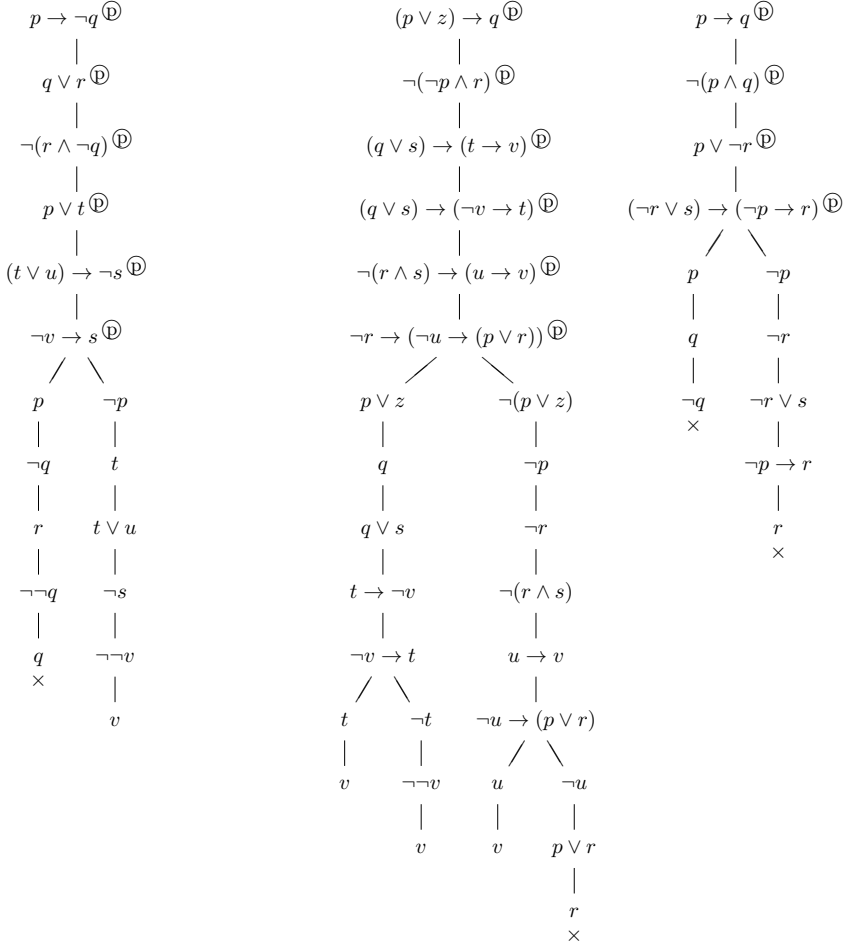 p → ¬q ⓟ
q ∨ r ⓟ
¬(r ∧ ¬q) ⓟ
p ∨ t ⓟ
(t ∨ u) → ¬s ⓟ
¬v → s ⓟ
p ¬p
¬q t
r t ∨ u
¬¬q ¬s
q ¬¬v
×
v
(p ∨ z) → q ⓟ
¬(¬p ∧ r) ⓟ
(q ∨ s) → (t → v) ⓟ
(q ∨ s) → (¬v → t) ⓟ
¬(r ∧ s) → (u → v) ⓟ
¬r → (¬u → (p ∨ r)) ⓟ
p ∨ z ¬(p ∨ z)
q ¬p
q ∨ s ¬r
t → ¬v ¬(r ∧ s)
¬v → t u → v
t ¬t ¬u → (p ∨ r)
v ¬¬v u ¬u
v v p ∨ r
r
×
p → q ⓟ
¬(p ∧ q) ⓟ
p ∨ ¬r ⓟ
(¬r ∨ s) → (¬p → r) ⓟ
p ¬p
q ¬r
¬q ¬r ∨ s
×
¬p → r
r
×